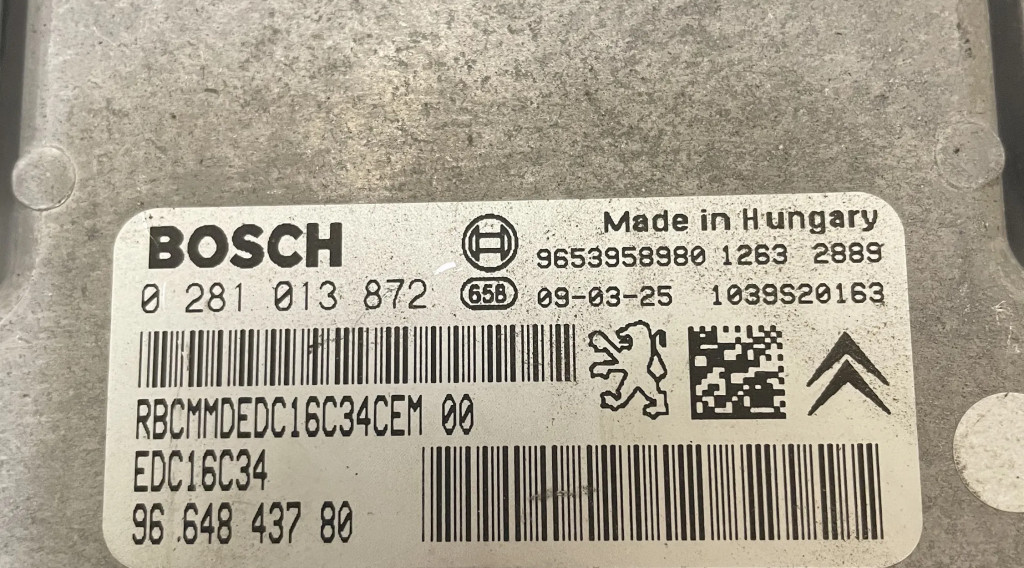 BOSCH
Made in Hungary
9653958980 1263 2889
0 281 013 872
658
09-03-25 1039S20163
RBCMMDEDC16C34CEM 00
EDC16C34
96 648 437 80